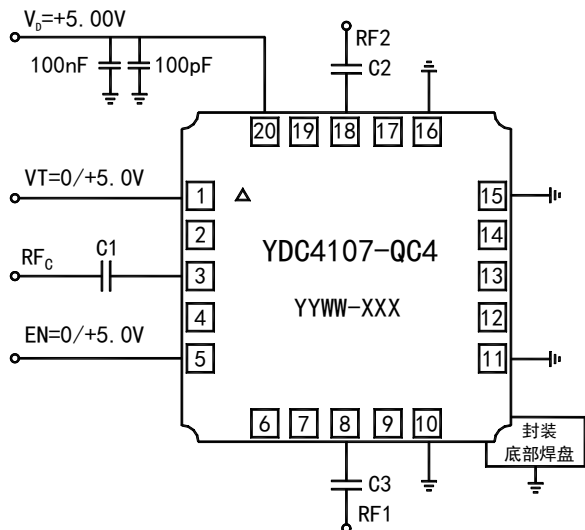 V_D=+5.00V
RF2
100nF
100pF
C2
20
19
18
17
16
VT=0/+5.0V
1
15
2
YDC4107-QC4
14
RF_C
C1
3
13
YYWW-XXX
4
12
EN=0/+5.0V
5
11
6
7
8
9
10
封装
底部焊盘
C3
RF1